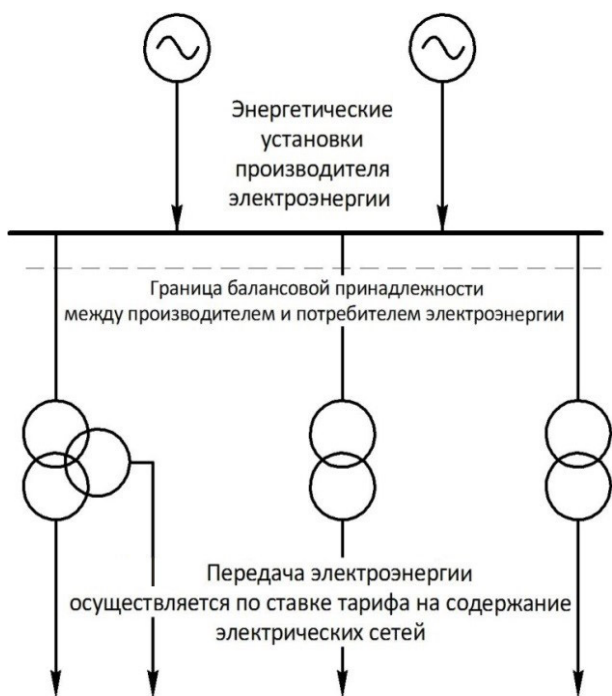 Энергетические
установки
производителя
электроэнергии
Граница балансовой принадлежности
между производителем и потребителем электроэнергии
Передача электроэнергии
осуществляется по ставке тарифа на содержание
электрических сетей